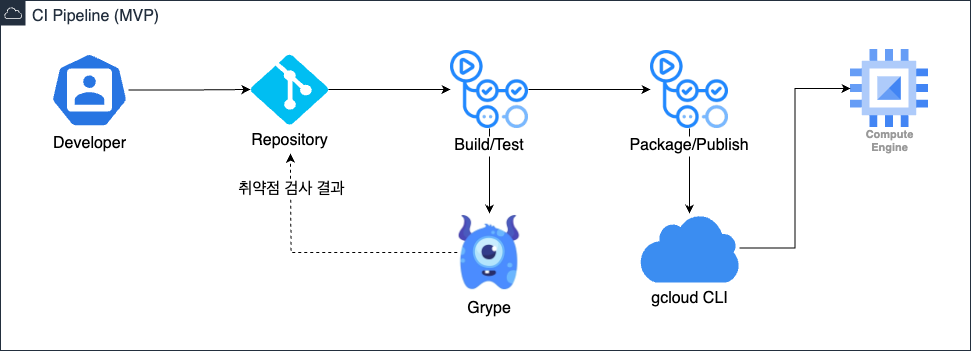 CI Pipeline (MVP)
Developer
Repository
Build/Test
Package/Publish
Compute
Engine
취약점 검사 결과
Grype
gcloud CLI